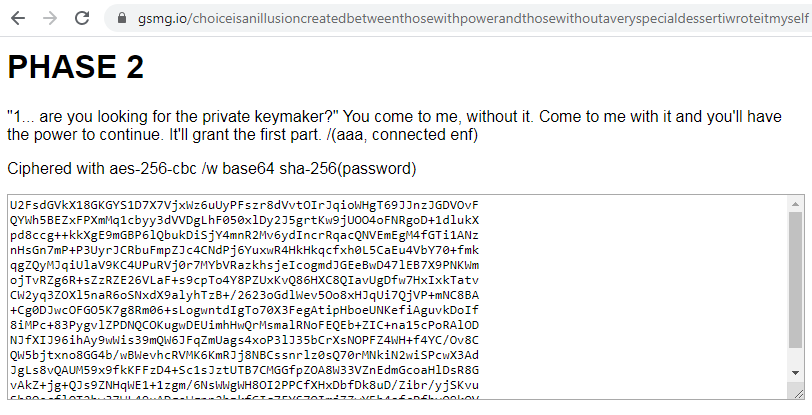 gsmg.io/choiceisanillusioncreatedbetweenthosewithpowerandthosewithoutaveryspecialdessertiwroteitmyself
PHASE 2
"1... are you looking for the private keymaker?" You come to me, without it. Come to me with it and you'll have
the power to continue. It'll grant the first part. /(aaa, connected enf)
Ciphered with aes-256-cbc /w base64 sha-256(password)
U2FsdGVkX18GKGYS1D7X7VjxWz6uUyPFszr8dVvtOIrJqioWHgT69JJnzJGDVOvF
QYWh5BEZxFPXmMq1cbyy3dVVDgLhF050xlDy2J5grtKw9jUOO4oFNRgoD+1dlukX
pd8ccg++kkXgE9mGBP6lQbukDiSjY4mnR2Mv6ydIncrRqacQNVEmEgM4fGTi1ANz
nHsGn7mP+P3UyrJCRbuFmpZJc4CNdPj6YuxwR4HkHkqcfxh0L5CaEu4VbY70+fmk
qgZQyMJqiUlaV9KC4UPuRVj0r7MYbVRazkhsjeIcogmdJGEeBwD47lEB7X9PNKWm
ojTvRZg6R+sZzRZE26VLaF+s9cpTo4Y8PZUxKvQ86HXC8QIavUgDfw7HxIxkTatv
CW2yq3ZOXl5naR6oSNxdX9alyhTzB+/2623oGdlWev5Oo8xHJqUi7QjVP+mNC8BA
+Cg0DJwcOFGO5K7g8Rm06+sLogwntdIgTo70X3FegAtipHboeUNKefiAguvkDoIf
8iMPc+83PygvlZPDNQCOKugwDEUimhHwQrMsmalRNoFEQEb+ZIC+na15cPoRAlOD
NJfXIJ96ihAy9wWis39mQW6JFqZmUags4xoP3lJ35bCrXsNOPFZ4WH+f4YC/Ov8C
QW5bjtxno8GG4b/wBWevhcRVMK6KmRJj8NBCssnrlz0sQ70rMNkiN2wiSPcwX3Ad
JgLs8vQAUM59x9fkKFFzD4+Sc1sJztUTB7CMGGfpZOA8W33VZnEdmGcoaHlDsR8G
vAkZ+jg+QJs9ZNHqWE1+1zgm/6NsWWgWH8OI2PPCfXHxDbfDk8uD/Zibr/yjSKvu